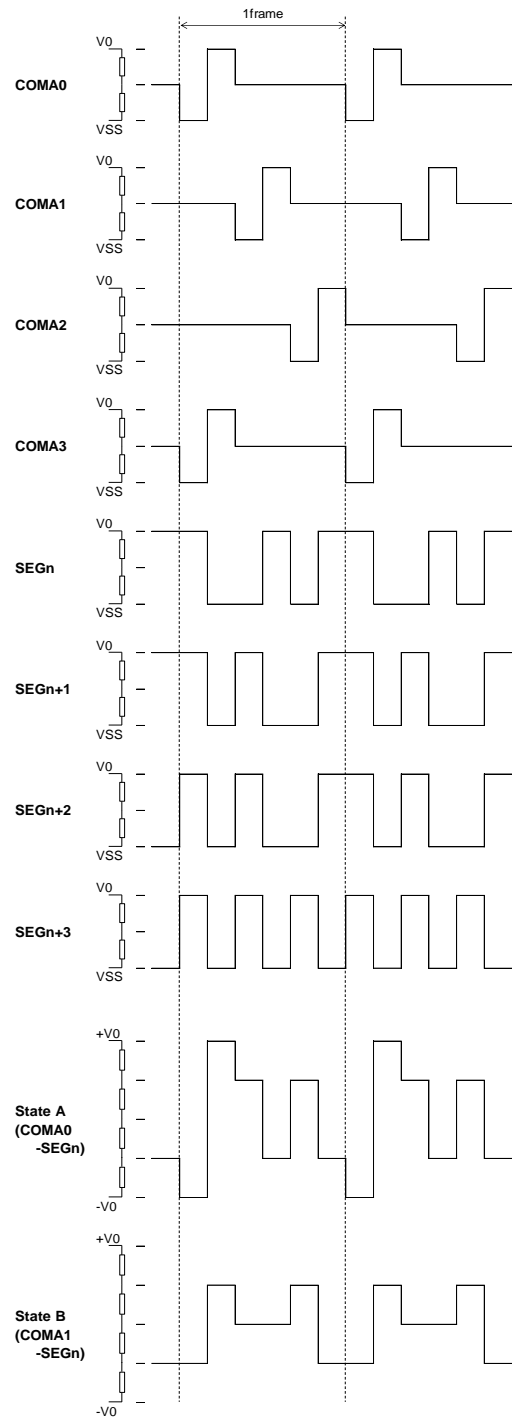 1frame
V0
COMA0
VSS
V0
COMA1
VSS
V0
COMA2
VSS
V0
COMA3
VSS
V0
SEGn
VSS
V0
SEGn+1
VSS
V0
SEGn+2
VSS
V0
SEGn+3
VSS
+V0
State A
(COMA0
-SEGn)
-V0
+V0
State B
(COMA1
-SEGn)
-V0